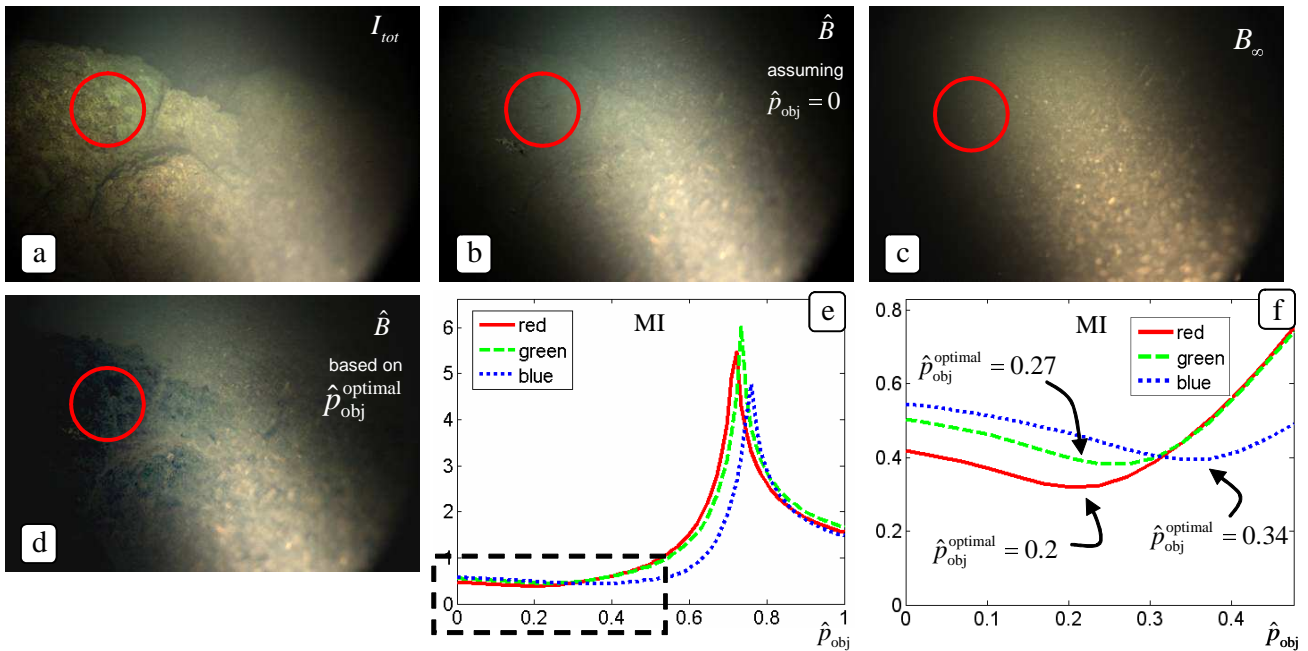 I_tot
a
B̂
assuming
p̂_obj = 0
b
B_∞
c
B̂
based on
p̂_obj^optimal
d
MI
e
red
green
blue
6
5
4
3
2
1
0
0 0.2 0.4 0.6 0.8 1
p̂_obj
MI
f
red
green
blue
p̂_obj^optimal = 0.27
p̂_obj^optimal = 0.2
p̂_obj^optimal = 0.34
0.8
0.6
0.4
0.2
0
0 0.1 0.2 0.3 0.4
p̂_obj